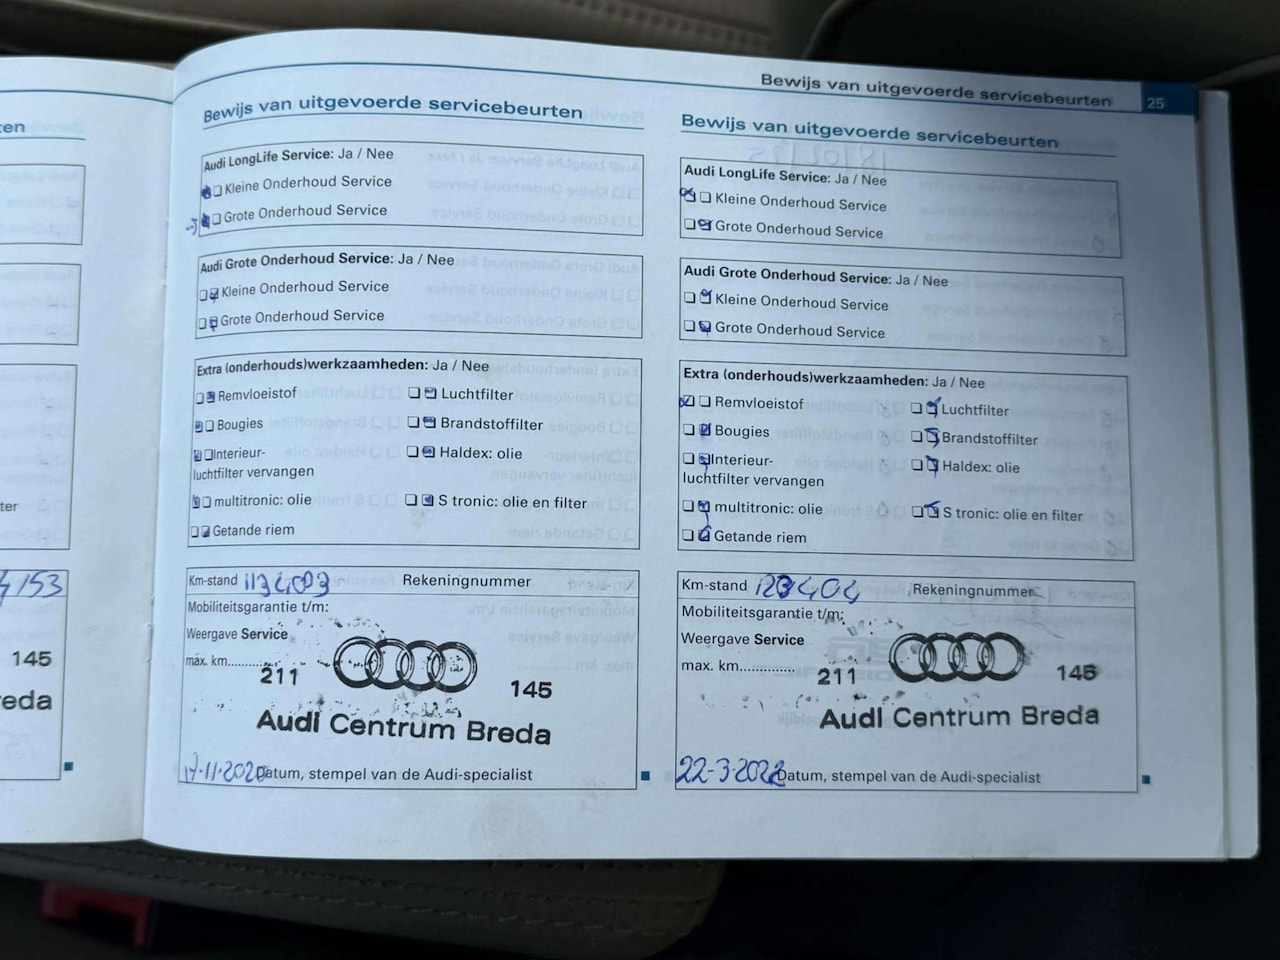 Bewijs van uitgevoerde servicebeurten 25
ten
ter
4153
145
eda
Bewijs van uitgevoerde servicebeurten
Audi LongLife Service: Ja / Nee
Kleine Onderhoud Service
Grote Onderhoud Service
Audi Grote Onderhoud Service: Ja / Nee
Kleine Onderhoud Service
Grote Onderhoud Service
Extra (onderhouds)werkzaamheden: Ja / Nee
Remvloeistof Luchtfilter
Bougies Brandstoffilter
Interieur- Haldex: olie
luchtfilter vervangen
multitronic: olie S tronic: olie en filter
Getande riem
Km-stand Rekeningnummer
Mobiliteitsgarantie t/m:
Weergave Service
max. km..........
211 145
Audi Centrum Breda
Datum, stempel van de Audi-specialist
Bewijs van uitgevoerde servicebeurten
Audi LongLife Service: Ja / Nee
Kleine Onderhoud Service
Grote Onderhoud Service
Audi Grote Onderhoud Service: Ja / Nee
Kleine Onderhoud Service
Grote Onderhoud Service
Extra (onderhouds)werkzaamheden: Ja / Nee
Remvloeistof Luchtfilter
Bougies Brandstoffilter
Interieur- Haldex: olie
luchtfilter vervangen
multitronic: olie S tronic: olie en filter
Getande riem
Km-stand Rekeningnummer
Mobiliteitsgarantie t/m:
Weergave Service
max. km..............
211 145
Audi Centrum Breda
22-3-2022 Datum, stempel van de Audi-specialist